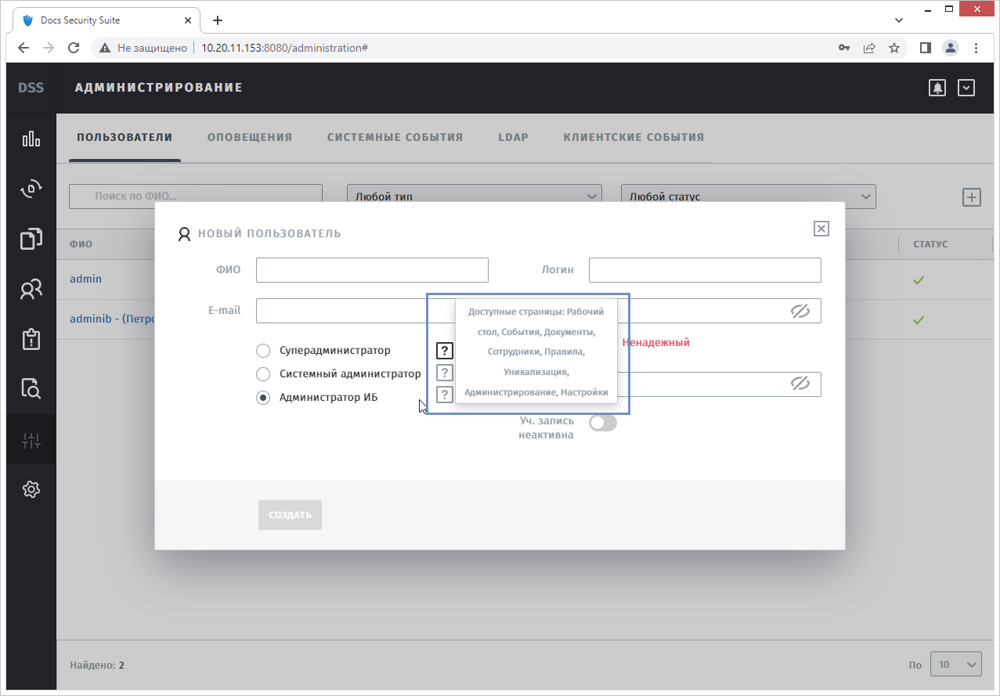 Docs Security Suite
Не защищено
10.20.11.153:8080/administration#
DSS
АДМИНИСТРИРОВАНИЕ
ПОЛЬЗОВАТЕЛИ
ОПОВЕЩЕНИЯ
СИСТЕМНЫЕ СОБЫТИЯ
LDAP
КЛИЕНТСКИЕ СОБЫТИЯ
Поиск по ФИО...
Любой тип
Любой статус
ФИО
СТАТУС
admin
adminib - (Петро
НОВЫЙ ПОЛЬЗОВАТЕЛЬ
ФИО
Логин
E-mail
Доступные страницы: Рабочий
стол, События, Документы,
Сотрудники, Правила,
Уникализация,
Администрирование, Настройки
Ненадежный
Суперадминистратор
?
Системный администратор
?
Администратор ИБ
?
Уч. запись
неактивна
СОЗДАТЬ
Найдено: 2
По
10